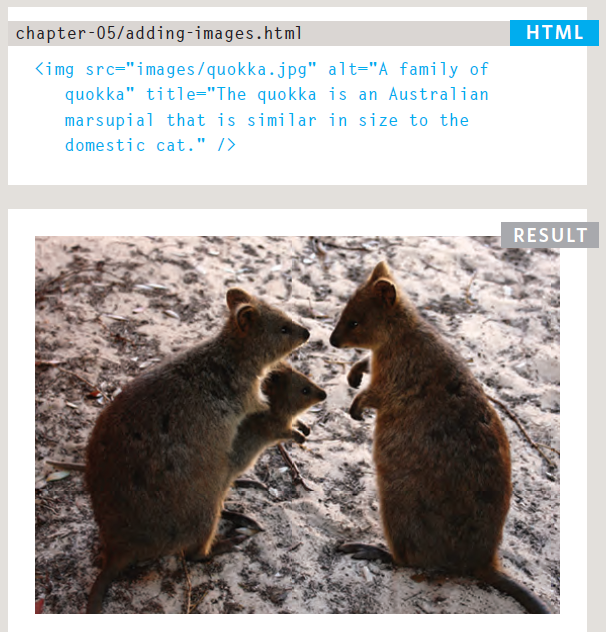 chapter-05/adding-images.html HTML
<img src="images/quokka.jpg" alt="A family of
quokka" title="The quokka is an Australian
marsupial that is similar in size to the
domestic cat." />
RESULT